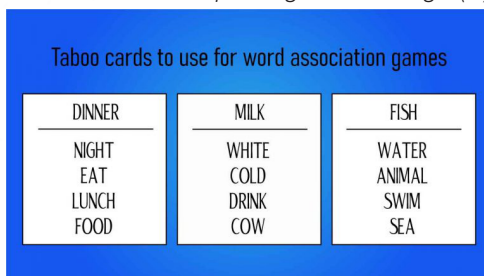 Taboo cards to use for word association games
DINNER
NIGHT
EAT
LUNCH
FOOD
MILK
WHITE
COLD
DRINK
COW
FISH
WATER
ANIMAL
SWIM
SEA